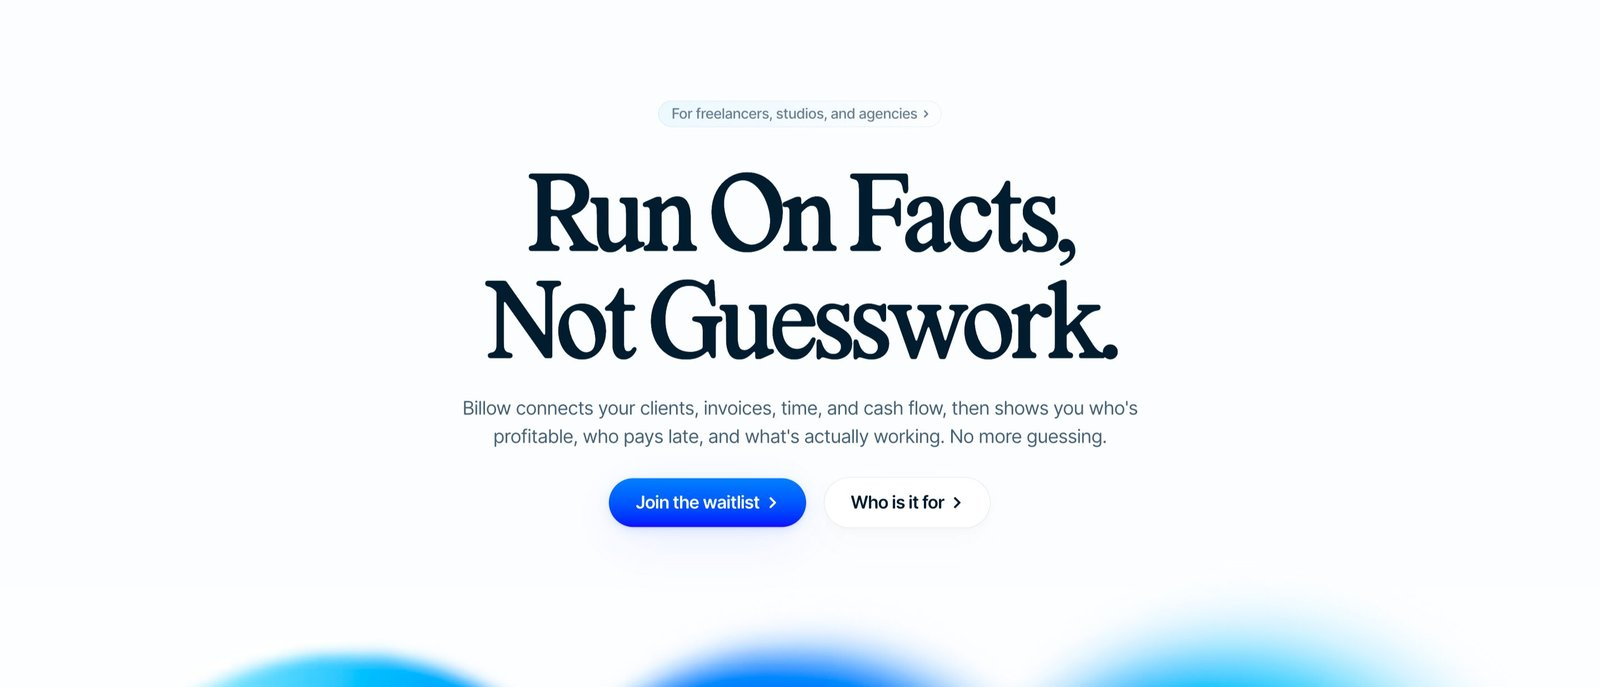 For freelancers, studios, and agencies
Run On Facts,
Not Guesswork.
Billow connects your clients, invoices, time, and cash flow, then shows you who's
profitable, who pays late, and what's actually working. No more guessing.
Join the waitlist
Who is it for